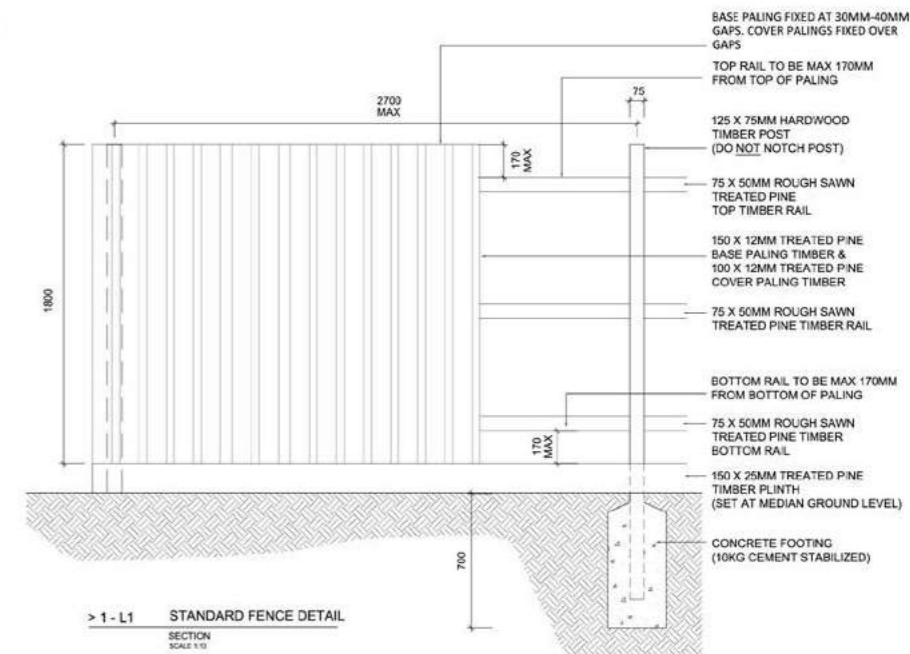 BASE PALING FIXED AT 30MM-40MM
GAPS. COVER PALINGS FIXED OVER
GAPS
TOP RAIL TO BE MAX 170MM
FROM TOP OF PALING
75
2700
MAX
125 X 75MM HARDWOOD
TIMBER POST
(DO NOT NOTCH POST)
170
MAX
75 X 50MM ROUGH SAWN
TREATED PINE
TOP TIMBER RAIL
150 X 12MM TREATED PINE
BASE PALING TIMBER &
100 X 12MM TREATED PINE
COVER PALING TIMBER
1800
75 X 50MM ROUGH SAWN
TREATED PINE TIMBER RAIL
BOTTOM RAIL TO BE MAX 170MM
FROM BOTTOM OF PALING
170
MAX
75 X 50MM ROUGH SAWN
TREATED PINE TIMBER
BOTTOM RAIL
150 X 25MM TREATED PINE
TIMBER PLINTH
(SET AT MEDIAN GROUND LEVEL)
700
CONCRETE FOOTING
(10KG CEMENT STABILIZED)
> 1 - L1 STANDARD FENCE DETAIL
SECTION
SCALE 1:10